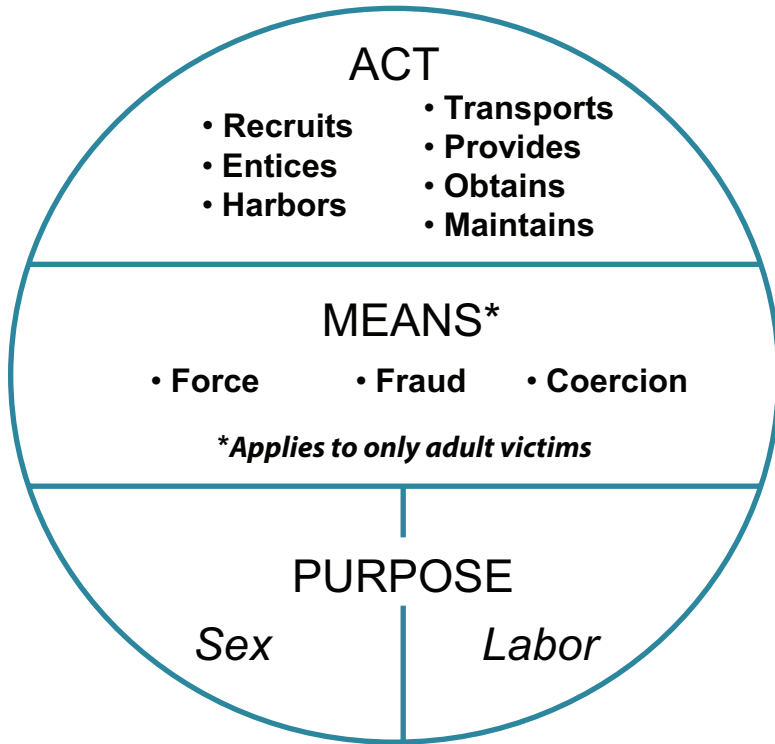 ACT
• Recruits
• Entices
• Harbors
• Transports
• Provides
• Obtains
• Maintains
MEANS*
• Force • Fraud • Coercion
*Applies to only adult victims
PURPOSE
Sex Labor